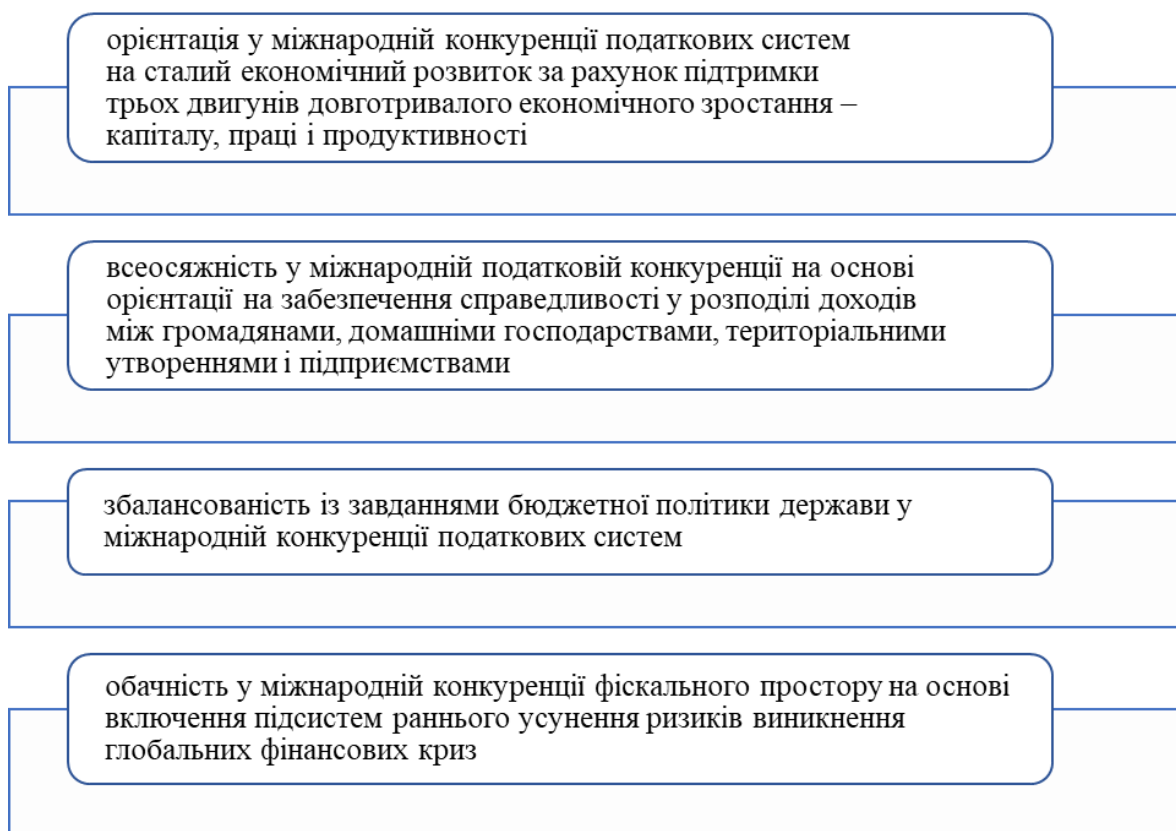 орієнтація у міжнародній конкуренції податкових систем
на сталий економічний розвиток за рахунок підтримки
трьох двигунів довготривалого економічного зростання –
капіталу, праці і продуктивності
всеосяжність у міжнародній податковій конкуренції на основі
орієнтації на забезпечення справедливості у розподілі доходів
між громадянами, домашніми господарствами, територіальними
утвореннями і підприємствами
збалансованість із завданнями бюджетної політики держави у
міжнародній конкуренції податкових систем
обачність у міжнародній конкуренції фіскального простору на основі
включення підсистем раннього усунення ризиків виникнення
глобальних фінансових криз